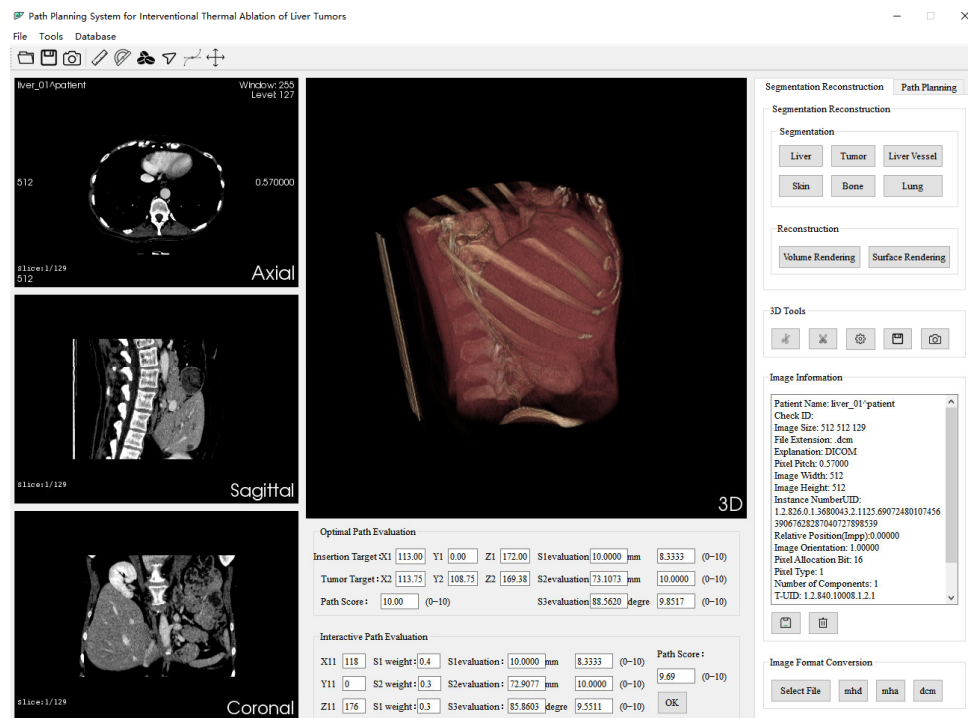 Path Planning System for Interventional Thermal Ablation of Liver Tumors
File Tools Database
liver_01^patient
Window: 255
Level: 127
512
0.570000
Slice:1/129
512
Axial
Slice:1/129
Sagittal
Slice:1/129
Coronal
3D
Optimal Path Evaluation
Insertion Target:X1 113.00 Y1 0.00 Z1 172.00 S1evaluation 10.0000 mm 8.3333 (0-10)
Tumor Target:X2 113.75 Y2 108.75 Z2 169.38 S2evaluation 73.1073 mm 10.0000 (0-10)
Path Score: 10.00 (0-10) S3evaluation 88.5620 degre 9.8517 (0-10)
Interactive Path Evaluation
X11 118 S1 weight: 0.4 S1evaluation: 10.0000 mm 8.3333 (0-10)
Y11 0 S2 weight: 0.3 S2evaluation: 72.9077 mm 10.0000 (0-10)
Z11 176 S1 weight: 0.3 S3evaluation: 85.8603 degre 9.5511 (0-10)
Path Score:
9.69 (0-10)
OK
Segmentation Reconstruction Path Planning
Segmentation Reconstruction
Segmentation
Liver Tumor Liver Vessel
Skin Bone Lung
Reconstruction
Volume Rendering Surface Rendering
3D Tools
Image Information
Patient Name: liver_01^patient
Check ID:
Image Size: 512 512 129
File Extension: .dcm
Explanation: DICOM
Pixel Pitch: 0.57000
Image Width: 512
Image Height: 512
Instance NumberUID:
1.2.826.0.1.3680043.2.1125.69072480107456
39067628287040727898539
Relative Position(Impp):0.00000
Image Orientation: 1.00000
Pixel Allocation Bit: 16
Pixel Type: 1
Number of Components: 1
T-UID: 1.2.840.10008.1.2.1
Image Format Conversion
Select File mhd mha dcm